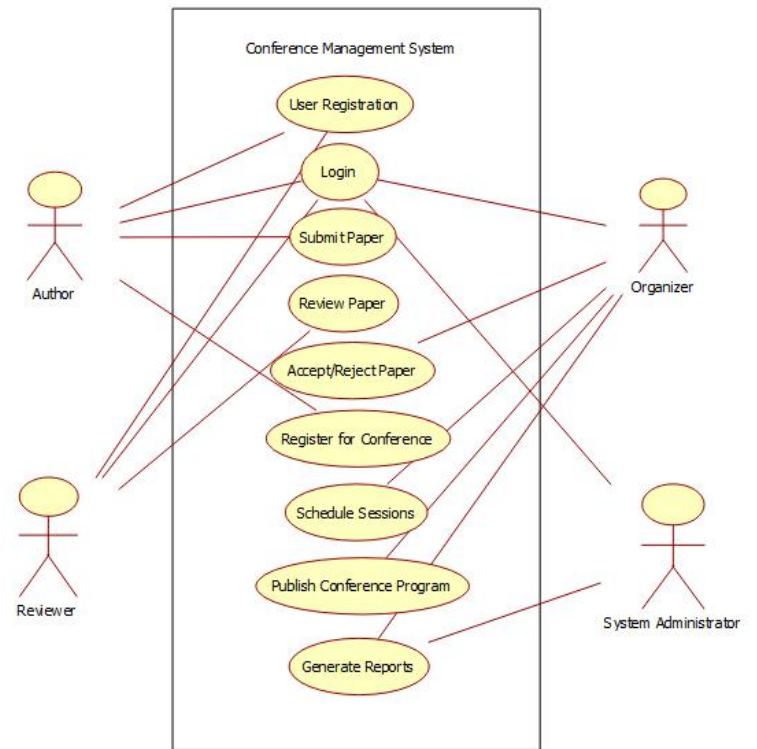 Conference Management System
User Registration
Login
Submit Paper
Author
Organizer
Review Paper
Accept/Reject Paper
Register for Conference
Schedule Sessions
Publish Conference Program
Reviewer
System Administrator
Generate Reports